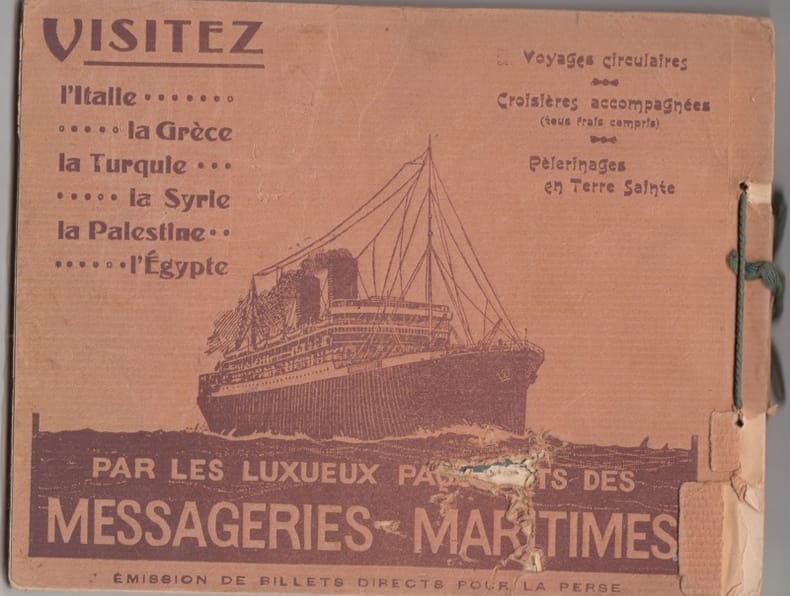 VISITEZ
l'Italie
la Grèce
la Turquie
la Syrie
la Palestine
l'Égypte
Voyages circulaires
Croisières accompagnées
(tous frais compris)
Pèlerinages
en Terre Sainte
PAR LES LUXUEUX DES
MESSAGERIES MARITIMES
ÉMISSION DE BILLETS DIRECTS POUR LA PERSE